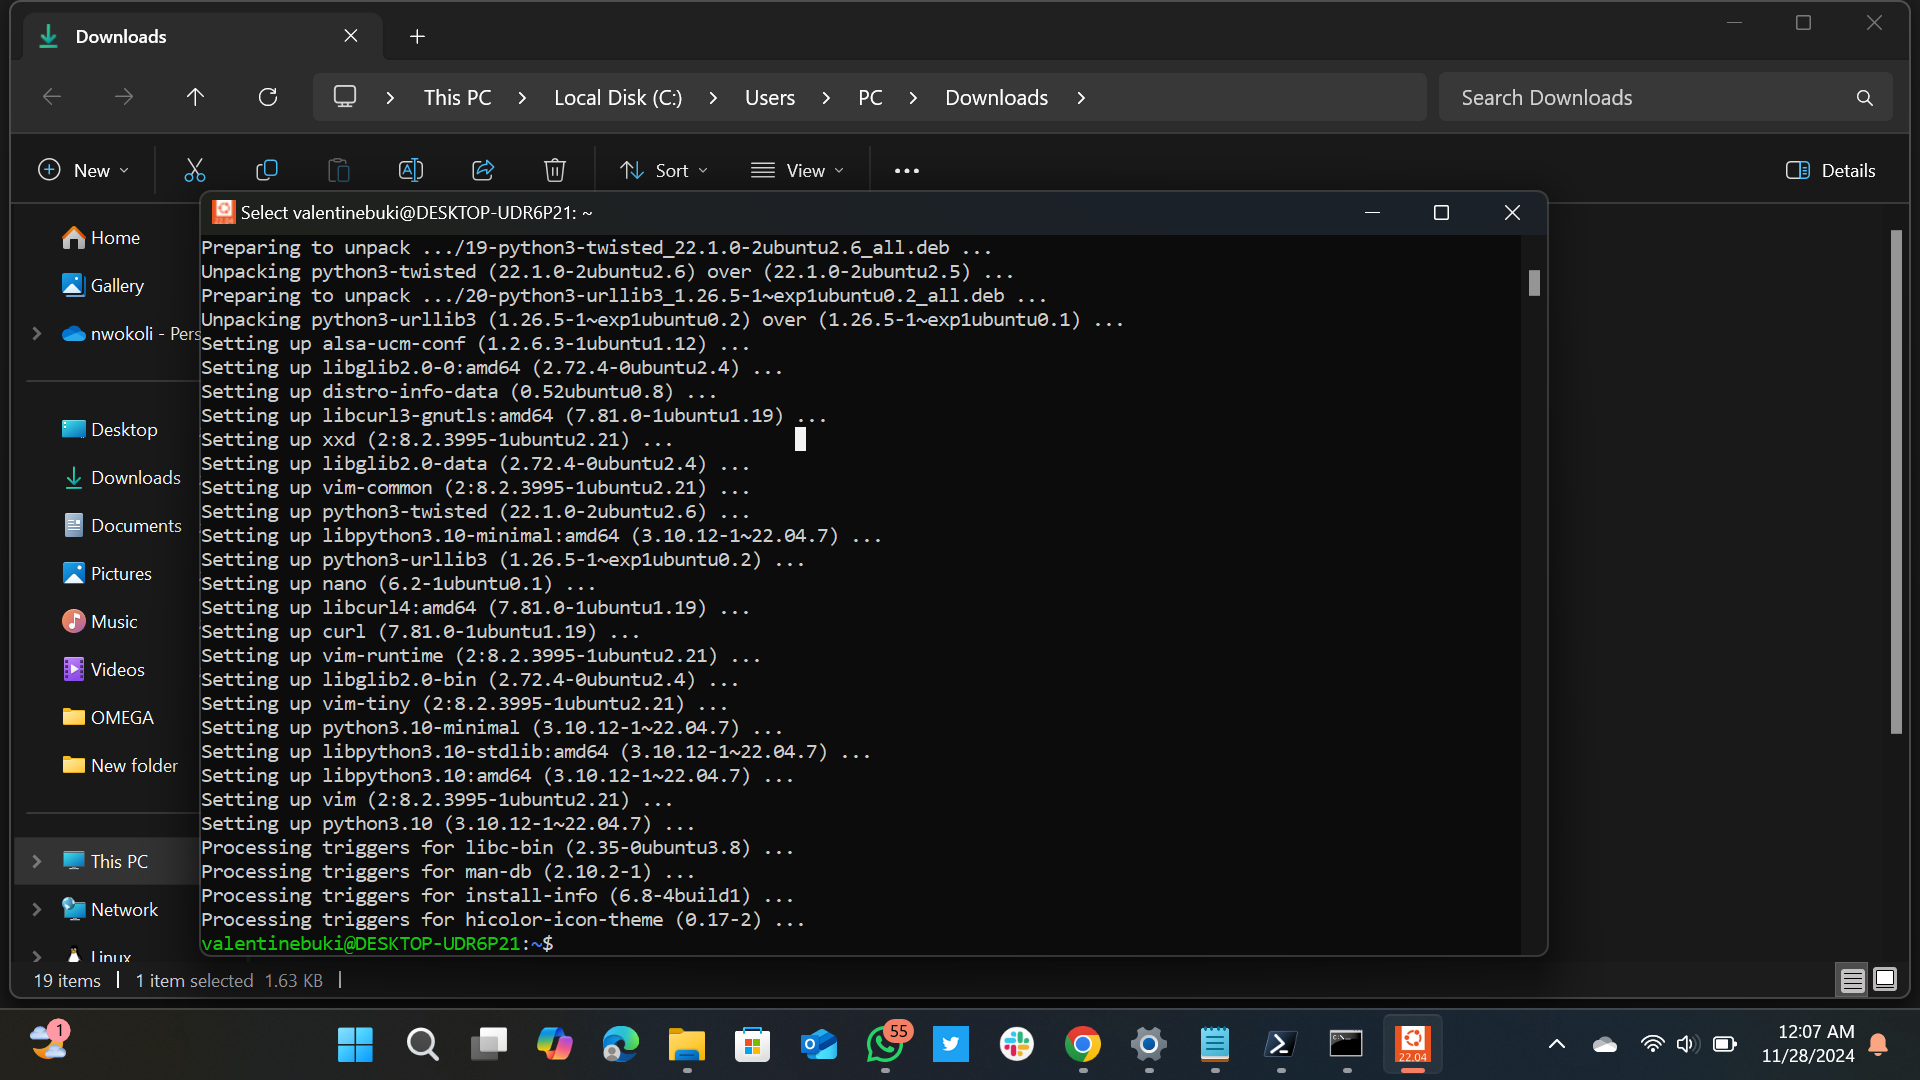 Downloads
This PC
Local Disk (C:)
Users
PC
Downloads
Search Downloads
New
Sort
View
Details
Select valentinebuki@DESKTOP-UDR6P21: ~
Home
Gallery
nwokoli - Pers
Desktop
Downloads
Documents
Pictures
Music
Videos
OMEGA
New folder
This PC
Network
Linux
Preparing to unpack .../19-python3-twisted_22.1.0-2ubuntu2.6_all.deb ...
Unpacking python3-twisted (22.1.0-2ubuntu2.6) over (22.1.0-2ubuntu2.5) ...
Preparing to unpack .../20-python3-urllib3_1.26.5-1~exp1ubuntu0.2_all.deb ...
Unpacking python3-urllib3 (1.26.5-1~exp1ubuntu0.2) over (1.26.5-1~exp1ubuntu0.1) ...
Setting up alsa-ucm-conf (1.2.6.3-1ubuntu1.12) ...
Setting up libglib2.0-0:amd64 (2.72.4-0ubuntu2.4) ...
Setting up distro-info-data (0.52ubuntu0.8) ...
Setting up libcurl3-gnutls:amd64 (7.81.0-1ubuntu1.19) ...
Setting up xxd (2:8.2.3995-1ubuntu2.21) ...
Setting up libglib2.0-data (2.72.4-0ubuntu2.4) ...
Setting up vim-common (2:8.2.3995-1ubuntu2.21) ...
Setting up python3-twisted (22.1.0-2ubuntu2.6) ...
Setting up libpython3.10-minimal:amd64 (3.10.12-1~22.04.7) ...
Setting up python3-urllib3 (1.26.5-1~exp1ubuntu0.2) ...
Setting up nano (6.2-1ubuntu0.1) ...
Setting up libcurl4:amd64 (7.81.0-1ubuntu1.19) ...
Setting up curl (7.81.0-1ubuntu1.19) ...
Setting up vim-runtime (2:8.2.3995-1ubuntu2.21) ...
Setting up libglib2.0-bin (2.72.4-0ubuntu2.4) ...
Setting up vim-tiny (2:8.2.3995-1ubuntu2.21) ...
Setting up python3.10-minimal (3.10.12-1~22.04.7) ...
Setting up libpython3.10-stdlib:amd64 (3.10.12-1~22.04.7) ...
Setting up libpython3.10:amd64 (3.10.12-1~22.04.7) ...
Setting up vim (2:8.2.3995-1ubuntu2.21) ...
Setting up python3.10 (3.10.12-1~22.04.7) ...
Processing triggers for libc-bin (2.35-0ubuntu3.8) ...
Processing triggers for man-db (2.10.2-1) ...
Processing triggers for install-info (6.8-4build1) ...
Processing triggers for hicolor-icon-theme (0.17-2) ...
valentinebuki@DESKTOP-UDR6P21:~$
19 items
1 item selected 1.63 KB
1
55
22.04
12:07 AM
11/28/2024